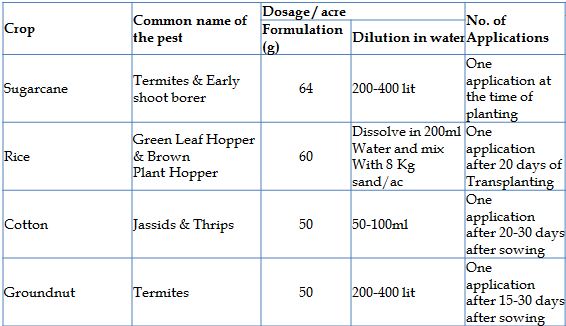 Crop
Common name of
the pest
Dosage/acre
Formulation
(g)
Dilution in water
No. of
Applications
Sugarcane
Termites & Early
shoot borer
64
200-400 lit
One
application at
the time of
planting
Rice
Green Leaf Hopper
& Brown
Plant Hopper
60
Dissolve in 200ml
Water and mix
With 8 Kg
sand/ac
One
application
after 20 days of
Transplanting
Cotton
Jassids & Thrips
50
50-100ml
One
application
after 20-30 days
after sowing
Groundnut
Termites
50
200-400 lit
One
application
after 15-30 days
after sowing